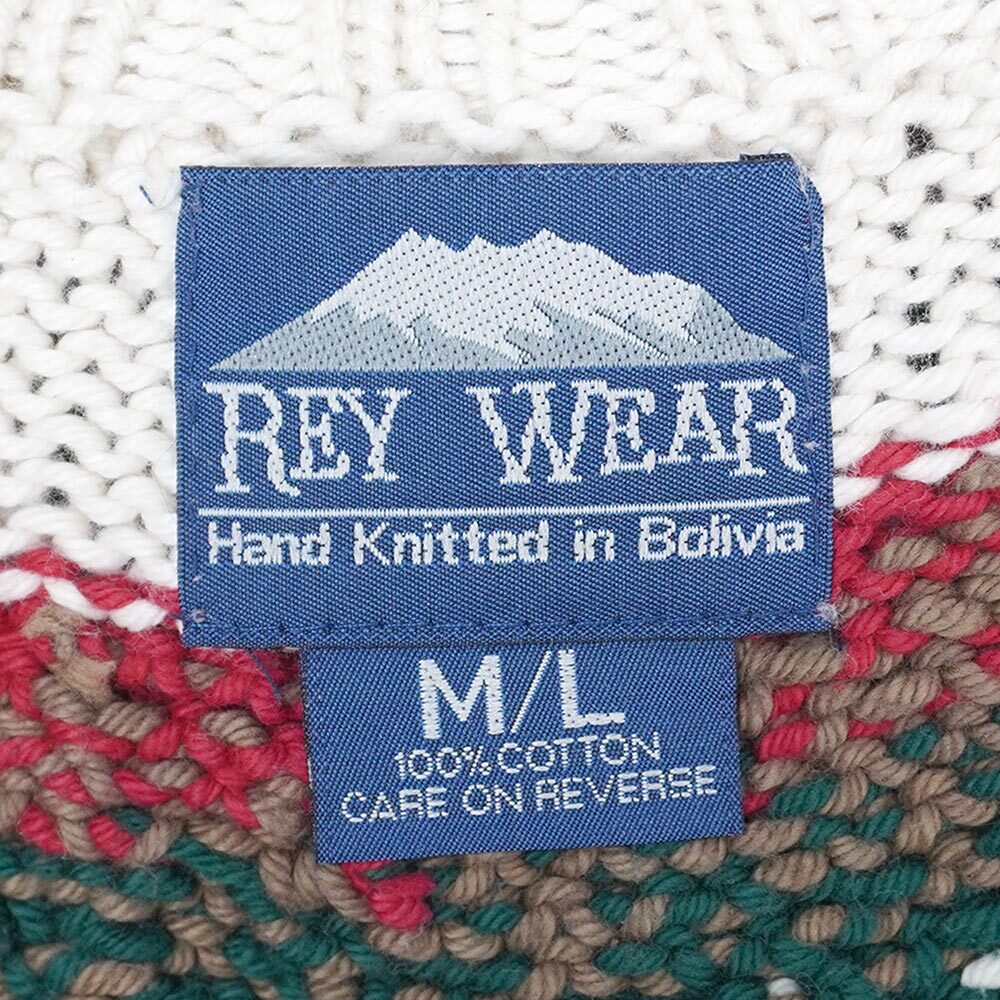 REY WEAR
Hand Knitted in Bolivia
M/L
100% COTTON
CARE ON REVERSE